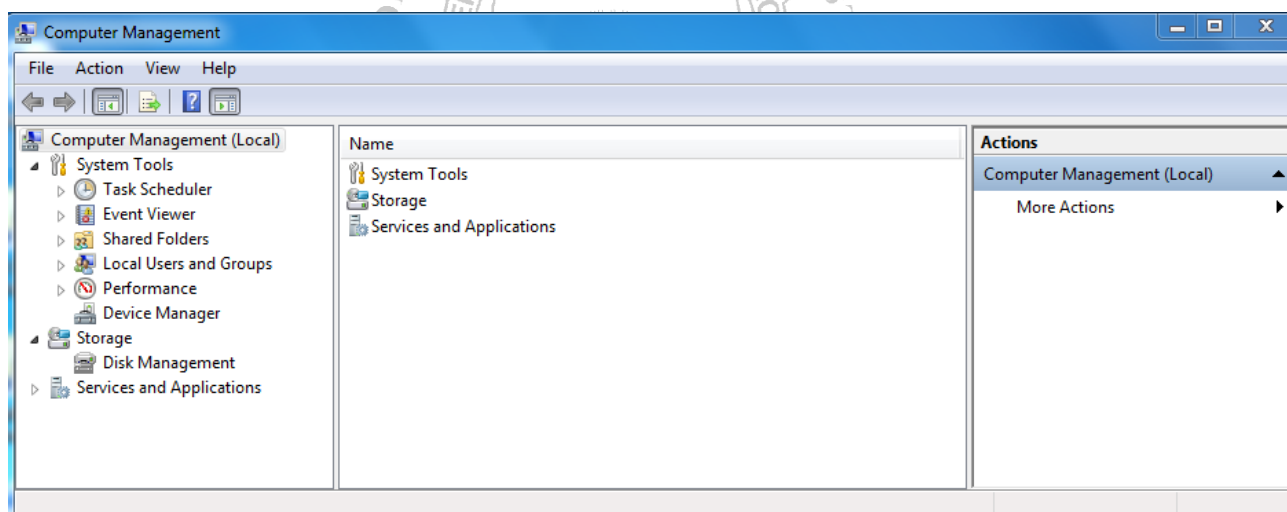 Computer Management
File Action View Help
Computer Management (Local)
System Tools
Task Scheduler
Event Viewer
Shared Folders
Local Users and Groups
Performance
Device Manager
Storage
Disk Management
Services and Applications
Name
System Tools
Storage
Services and Applications
Actions
Computer Management (Local)
More Actions